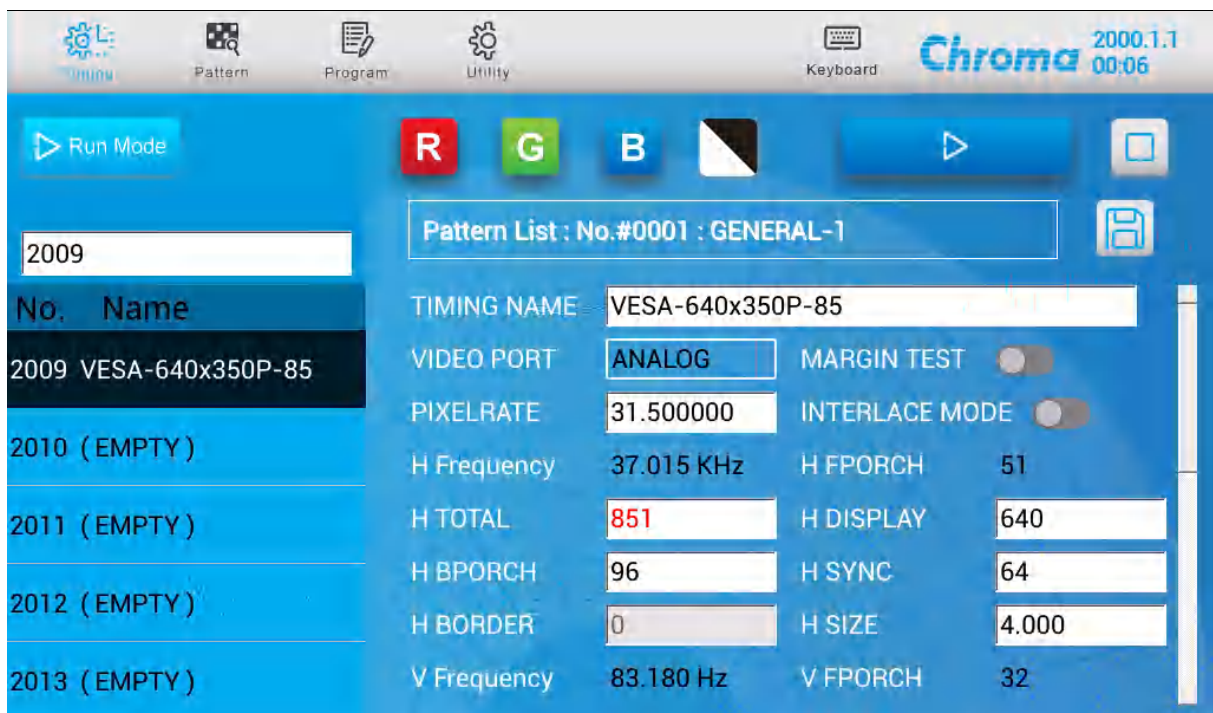 Timing Pattern Program Utility Keyboard Chroma 2000.1.1
00:06
Run Mode R G B
Pattern List : No.#0001 : GENERAL-1
2009
No. Name
2009 VESA-640x350P-85
2010 ( EMPTY )
2011 ( EMPTY )
2012 ( EMPTY )
2013 ( EMPTY )
TIMING NAME VESA-640x350P-85
VIDEO PORT ANALOG MARGIN TEST
PIXELRATE 31.500000 INTERLACE MODE
H Frequency 37.015 KHz H FPORCH 51
H TOTAL 851 H DISPLAY 640
H BPORCH 96 H SYNC 64
H BORDER 0 H SIZE 4.000
V Frequency 83.180 Hz V FPORCH 32